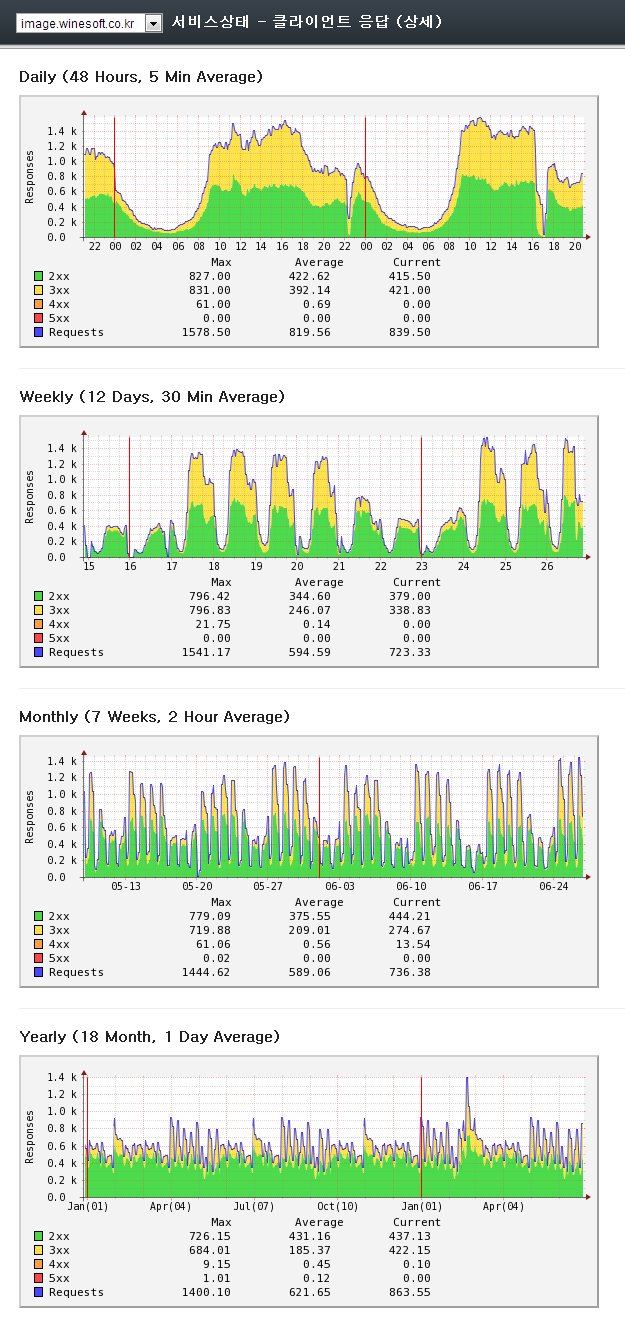 image.winesoft.co.kr 서비스상태 - 클라이언트 응답 (상세)
Daily (48 Hours, 5 Min Average)
Responses
1.4 k
1.2 k
1.0 k
0.8 k
0.6 k
0.4 k
0.2 k
0.0
22 00 02 04 06 08 10 12 14 16 18 20 22 00 02 04 06 08 10 12 14 16 18 20
Max Average Current
2xx 827.00 422.62 415.50
3xx 831.00 392.14 421.00
4xx 61.00 0.69 0.00
5xx 0.00 0.00 0.00
Requests 1578.50 819.56 839.50
Weekly (12 Days, 30 Min Average)
Responses
1.4 k
1.2 k
1.0 k
0.8 k
0.6 k
0.4 k
0.2 k
0.0
15 16 17 18 19 20 21 22 23 24 25 26
Max Average Current
2xx 796.42 344.60 379.00
3xx 796.83 246.07 338.83
4xx 21.75 0.14 0.00
5xx 0.00 0.00 0.00
Requests 1541.17 594.59 723.33
Monthly (7 Weeks, 2 Hour Average)
Responses
1.4 k
1.2 k
1.0 k
0.8 k
0.6 k
0.4 k
0.2 k
0.0
05-13 05-20 05-27 06-03 06-10 06-17 06-24
Max Average Current
2xx 779.09 375.55 444.21
3xx 719.88 209.01 274.67
4xx 61.06 0.56 13.54
5xx 0.02 0.00 0.00
Requests 1444.62 589.06 736.38
Yearly (18 Month, 1 Day Average)
Responses
1.4 k
1.2 k
1.0 k
0.8 k
0.6 k
0.4 k
0.2 k
0.0
Jan(01) Apr(04) Jul(07) Oct(10) Jan(01) Apr(04)
Max Average Current
2xx 726.15 431.16 437.13
3xx 684.01 185.37 422.15
4xx 9.15 0.45 0.10
5xx 1.01 0.12 0.00
Requests 1400.10 621.65 863.55